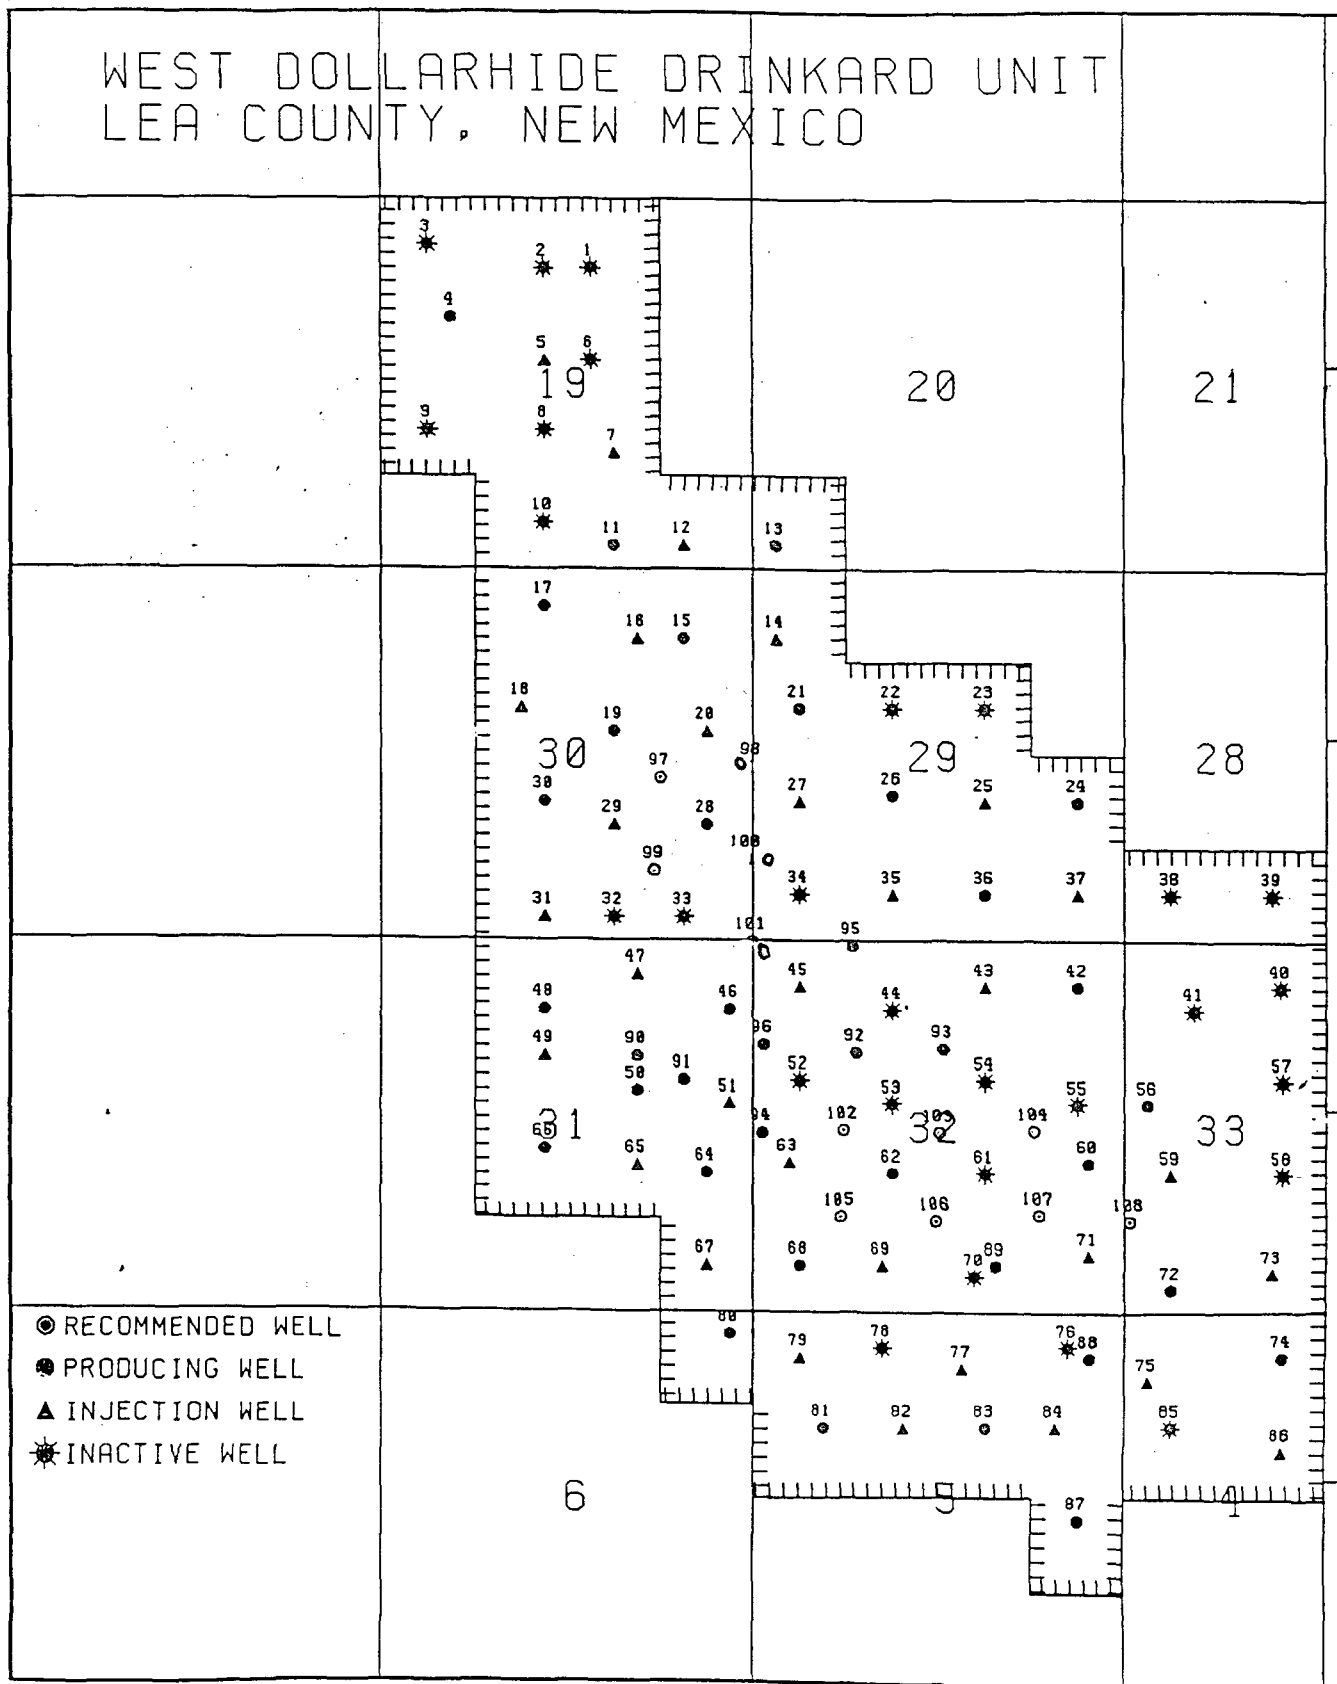 WEST DOLLARHIDE DRINKARD UNIT
LEA COUNTY, NEW MEXICO
3
2 1
4
5 6
19 20 21
9 8
7
10
11 12 13
17
16 15 14
18
21 22 23
19 20
30 29 28
97 98
30 27 26 25 24
29 28
100
99
34 35 36 37 38 39
31 32 33
101
95
47
45 43 42 40
48 46 44 41
96 92 93
49 90
91 52 54 57
50 51 53 55 56
94 102 103 104
66 31 32 33
65 64 63 62 61 60 59 58
105 106 107 108
67 68 69 70 89 71 73
72
80
RECOMMENDED WELL
79 78 76 88 74
77 75
PRODUCING WELL
INJECTION WELL
81 82 83 84 85
86
INACTIVE WELL
6 5 4
87